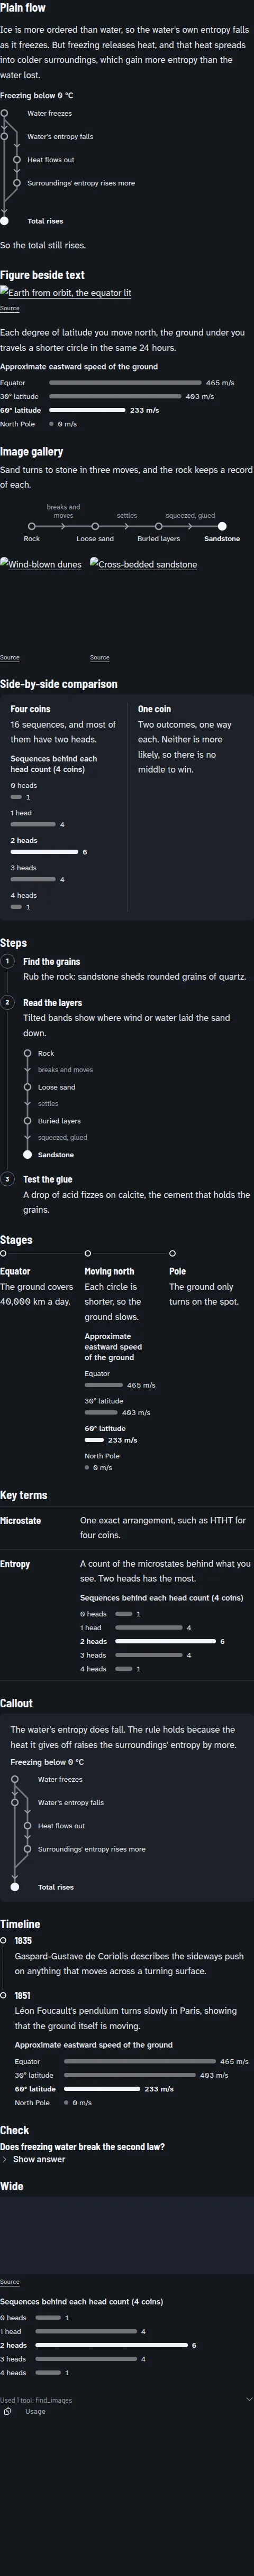 Plain flow
Ice is more ordered than water, so the water's own entropy falls
as it freezes. But freezing releases heat, and that heat spreads
into colder surroundings, which gain more entropy than the
water lost.
Freezing below 0 °C
Water freezes
Water's entropy falls
Heat flows out
Surroundings' entropy rises more
Total rises
So the total still rises.
Figure beside text
Earth from orbit, the equator lit
Source
Each degree of latitude you move north, the ground under you
travels a shorter circle in the same 24 hours.
Approximate eastward speed of the ground
Equator 465 m/s
30° latitude 403 m/s
60° latitude 233 m/s
North Pole 0 m/s
Image gallery
Sand turns to stone in three moves, and the rock keeps a record
of each.
breaks and
moves settles squeezed, glued
Rock Loose sand Buried layers Sandstone
Wind-blown dunes Cross-bedded sandstone
Source Source
Side-by-side comparison
Four coins
16 sequences, and most of
them have two heads.
Sequences behind each
head count (4 coins)
0 heads
1
1 head
4
2 heads
6
3 heads
4
4 heads
1
One coin
Two outcomes, one way
each. Neither is more
likely, so there is no
middle to win.
Steps
1 Find the grains
Rub the rock: sandstone sheds rounded grains of quartz.
2 Read the layers
Tilted bands show where wind or water laid the sand
down.
Rock
breaks and moves
Loose sand
settles
Buried layers
squeezed, glued
Sandstone
3 Test the glue
A drop of acid fizzes on calcite, the cement that holds the
grains.
Stages
Equator
The ground covers
40,000 km a day.
Moving north
Each circle is
shorter, so the
ground slows.
Approximate
eastward speed
of the ground
Equator
465 m/s
30° latitude
403 m/s
60° latitude
233 m/s
North Pole
0 m/s
Pole
The ground only
turns on the spot.
Key terms
Microstate One exact arrangement, such as HTHT for
four coins.
Entropy A count of the microstates behind what you
see. Two heads has the most.
Sequences behind each head count (4 coins)
0 heads 1
1 head 4
2 heads 6
3 heads 4
4 heads 1
Callout
The water's entropy does fall. The rule holds because the
heat it gives off raises the surroundings' entropy by more.
Freezing below 0 °C
Water freezes
Water's entropy falls
Heat flows out
Surroundings' entropy rises more
Total rises
Timeline
1835
Gaspard-Gustave de Coriolis describes the sideways push
on anything that moves across a turning surface.
1851
Léon Foucault's pendulum turns slowly in Paris, showing
that the ground itself is moving.
Approximate eastward speed of the ground
Equator 465 m/s
30° latitude 403 m/s
60° latitude 233 m/s
North Pole 0 m/s
Check
Does freezing water break the second law?
Show answer
Wide
Source
Sequences behind each head count (4 coins)
0 heads 1
1 head 4
2 heads 6
3 heads 4
4 heads 1
Used 1 tool: find_images
Usage